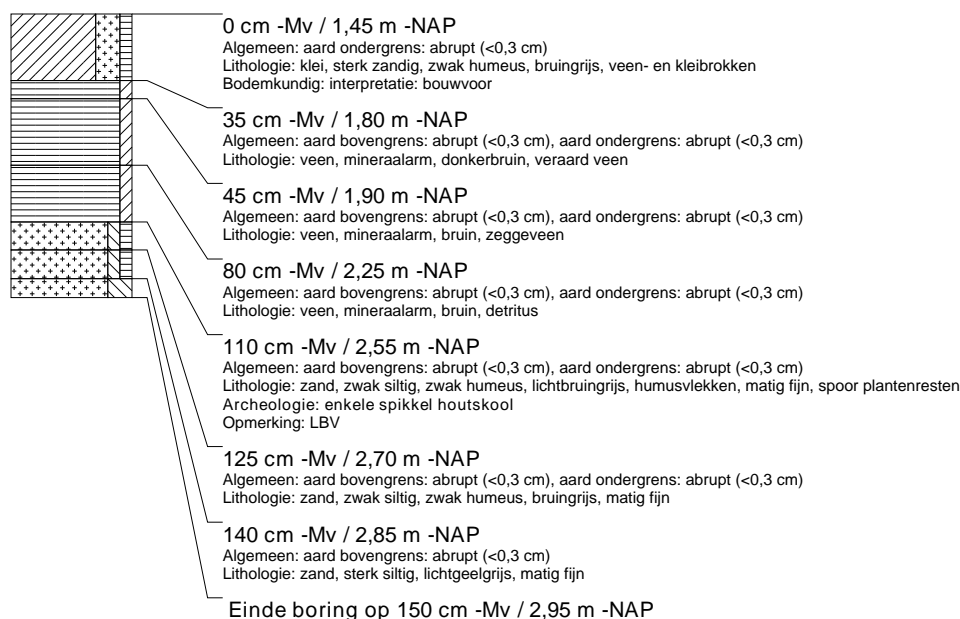 0 cm -Mv / 1,45 m -NAP
Algemeen: aard ondergrens: abrupt (<0,3 cm)
Lithologie: klei, sterk zandig, zwak humeus, bruingrijs, veen- en kleibrokken
Bodemkundig: interpretatie: bouwvoor
35 cm -Mv / 1,80 m -NAP
Algemeen: aard bovengrens: abrupt (<0,3 cm), aard ondergrens: abrupt (<0,3 cm)
Lithologie: veen, mineraalarm, donkerbruin, veraard veen
45 cm -Mv / 1,90 m -NAP
Algemeen: aard bovengrens: abrupt (<0,3 cm), aard ondergrens: abrupt (<0,3 cm)
Lithologie: veen, mineraalarm, bruin, zeggeveen
80 cm -Mv / 2,25 m -NAP
Algemeen: aard bovengrens: abrupt (<0,3 cm), aard ondergrens: abrupt (<0,3 cm)
Lithologie: veen, mineraalarm, bruin, detritus
110 cm -Mv / 2,55 m -NAP
Algemeen: aard bovengrens: abrupt (<0,3 cm), aard ondergrens: abrupt (<0,3 cm)
Lithologie: zand, zwak siltig, zwak humeus, lichtbruingrijs, humusvlekken, matig fijn, spoor plantenresten
Archeologie: enkele spikkel houtskool
Opmerking: LBV
125 cm -Mv / 2,70 m -NAP
Algemeen: aard bovengrens: abrupt (<0,3 cm), aard ondergrens: abrupt (<0,3 cm)
Lithologie: zand, zwak siltig, zwak humeus, bruingrijs, matig fijn
140 cm -Mv / 2,85 m -NAP
Algemeen: aard bovengrens: abrupt (<0,3 cm)
Lithologie: zand, sterk siltig, lichtgeelgrijs, matig fijn
Einde boring op 150 cm -Mv / 2,95 m -NAP